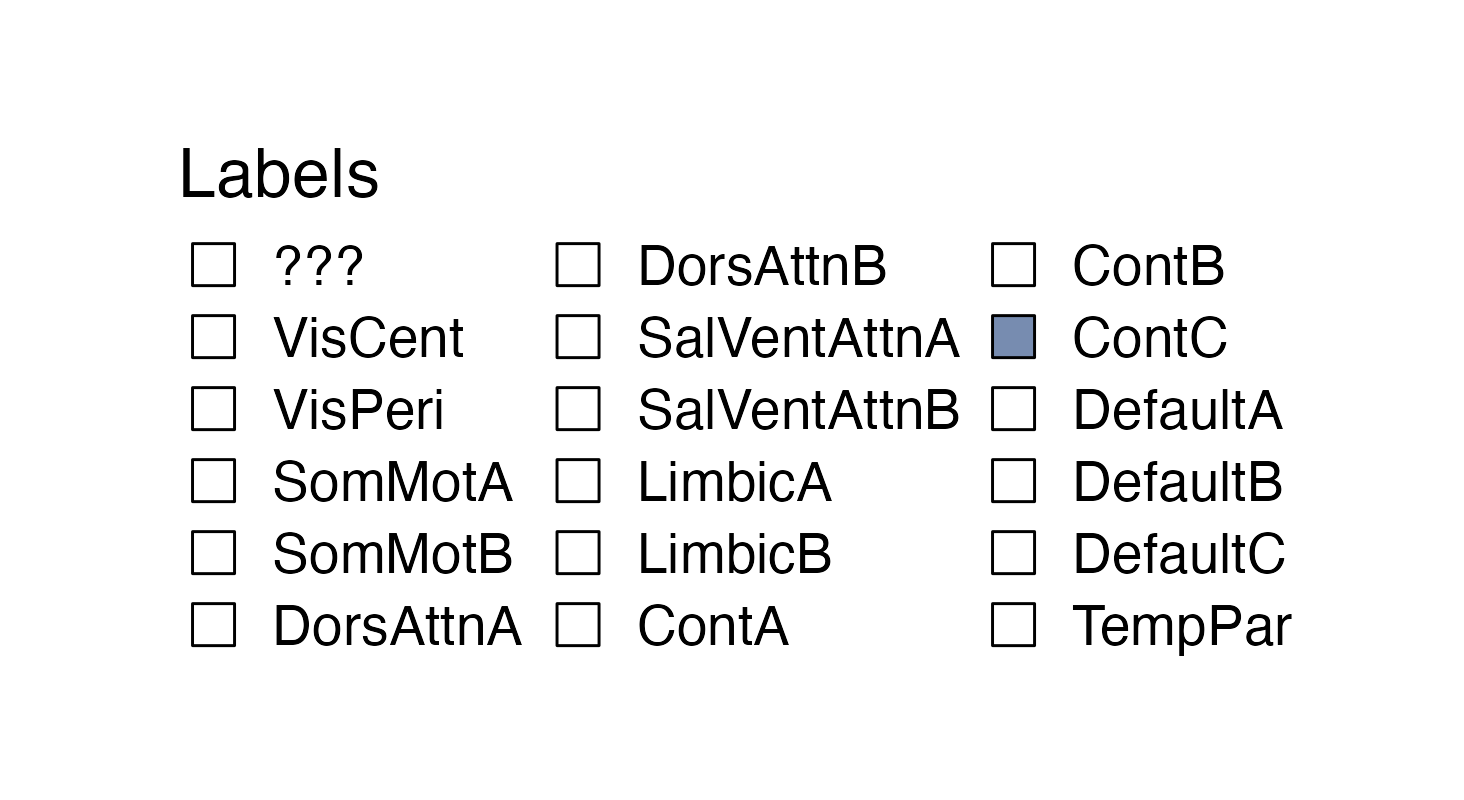 Labels
??? DorsAttnB ContB
VisCent SalVentAttnA ContC
VisPeri SalVentAttnB DefaultA
SomMotA LimbicA DefaultB
SomMotB LimbicB DefaultC
DorsAttnA ContA TempPar